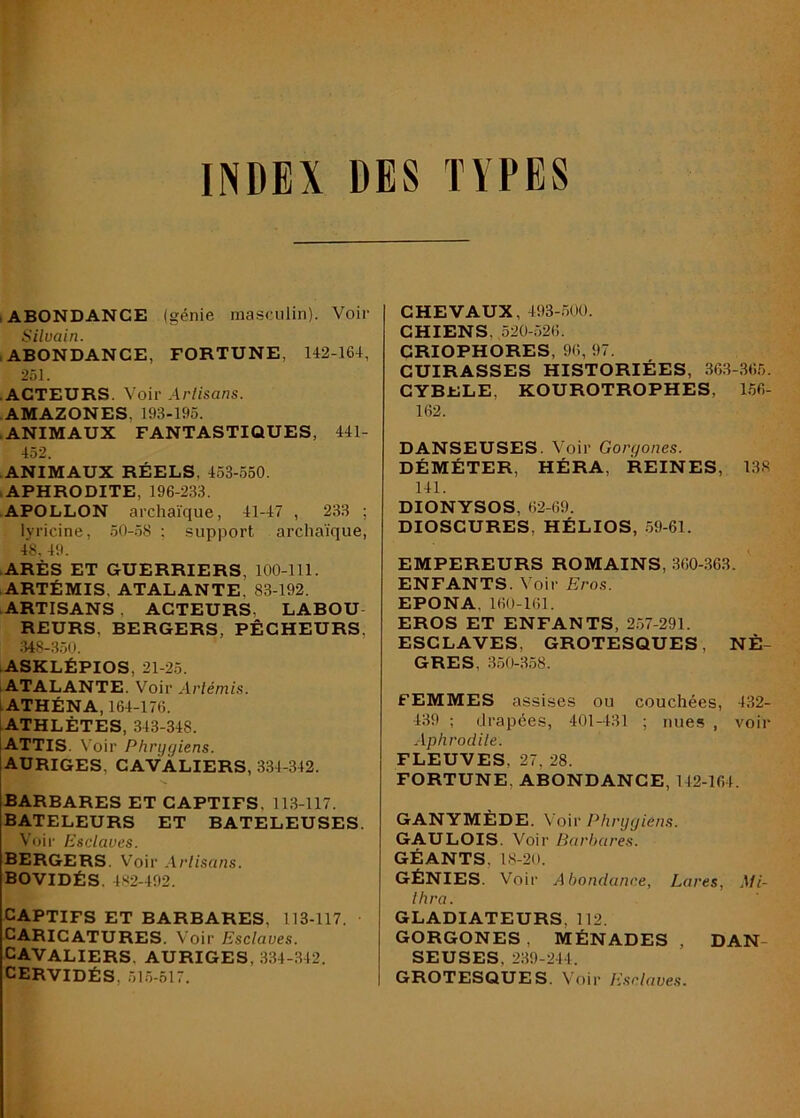 INDEX DES TYPES
ABONDANCE (génie masculin). Voir
Silvain.
ABONDANCE, FORTUNE, 142-164,
251.
ACTEURS. Voir Artisans.
AMAZONES, 193-195.
ANIMAUX FANTASTIQUES, 441-
452.
ANIMAUX RÉELS, 453-550.
APHRODITE, 196-233.
APOLLON archaïque, 41-47 , 233 ;
lyricine, 50-58 ; support archaïque,
48, 49.
ARÈS ET GUERRIERS, 100-111.
ARTÉMIS, ATALANTE, 83-192.
ARTISANS, ACTEURS, LABOU-
REURS, BERGERS, PÊCHEURS,
348-350.
ASKLÉPIOS, 21-25.
ATALANTE. Voir Artémis.
ATHÉNA, 164-176.
ATHLÈTES, 343-348.
ATTIS. Voir Phrygiens.
AURIGES, CAVALIERS, 334-342.
BARBARES ET CAPTIFS, 113-117.
BATELEURS ET BATELEUSES.
Voir Esclaves.
BERGERS. Voir Artisans.
BOVIDÉS, 482-492.
CAPTIFS ET BARBARES, 113-117.
CARICATURES. Voir Esclaves.
CAVALIERS, AURIGES, 334-342.
CERVIDÉS, 515-517.
CHEVAUX, 493-500.
CHIENS, 520-526.
CRIOPHORES, 96, 97.
CUIRASSES HISTORIÉES, 363-365.
CYBÈLE, KOUROTROPHES, 156-
162.
DANSEUSES. Voir Gorgones.
DÉMÉTER, HÉRA, REINES, 138
141.
DIONYSOS, 62-69.
DIOSCURES, HÉLIOS, 59-61.
EMPEREURS ROMAINS, 360-363.
ENFANTS. Voir Eros.
EPONA, 160-161.
EROS ET ENFANTS, 257-291.
ESCLAVES, GROTESQUES, NÈ-
GRES, 350-358.
FEMMES assises ou couchées, 432-
439 ; drapées, 401-431 ; nues , voir
Aphrodite.
FLEUVES, 27, 28.
FORTUNE, ABONDANCE, 142-164.
GANYMÈDE. Voir Phrygiens.
GAULOIS. Voir Barbares.
GÉANTS, 18-20.
GÉNIES. Voir Abondance, Lares, Mi-
thra.
GLADIATEURS, 112.
GORGONES, MÉNADES , DAN-
SEUSES, 239-244.
GROTESQUES. Voir Esclaves.